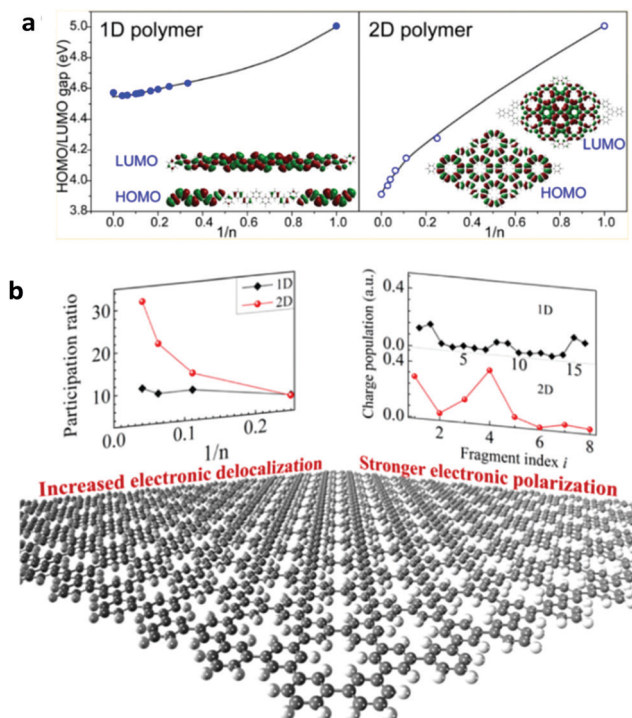 a
1D polymer
2D polymer
HOMO/LUMO gap (eV)
5.0
4.8
4.6
4.4
4.2
4.0
3.8
LUMO
HOMO
LUMO
HOMO
0.0 0.2 0.4 0.6 0.8 1.0
0.0 0.2 0.4 0.6 0.8 1.0
1/n
1/n
b
Participation ratio
30
20
10
1D
2D
0.0 0.1 0.2
1/n
Charge population (a.u.)
0.4
0.0
0.4
0.0
1D
5 10 15
2D
2 4 6 8
Fragment index i
Increased electronic delocalization
Stronger electronic polarization